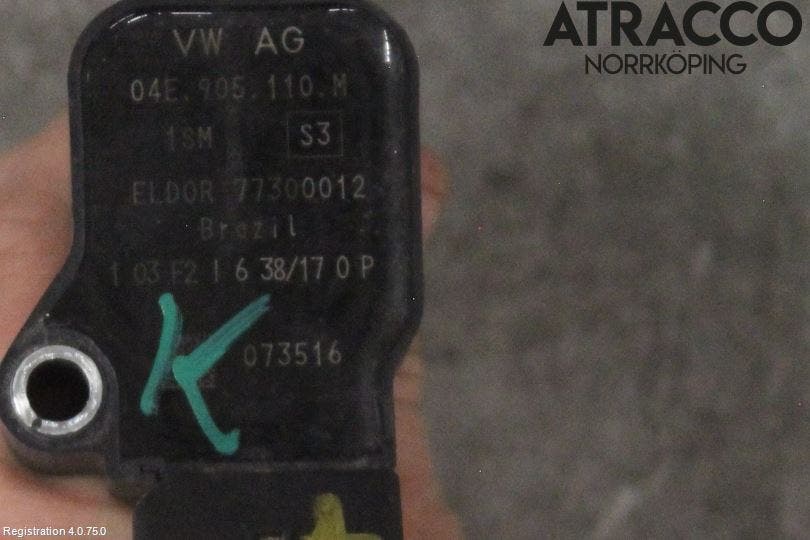 ATRACCO
NORRKÖPING
VW AG
04E.905.110.M
1SM S3
ELDOR 77300012
Brazil
1 03 F2 1 6 38/17 0 P
073516
K
Registration 4.0.75.0